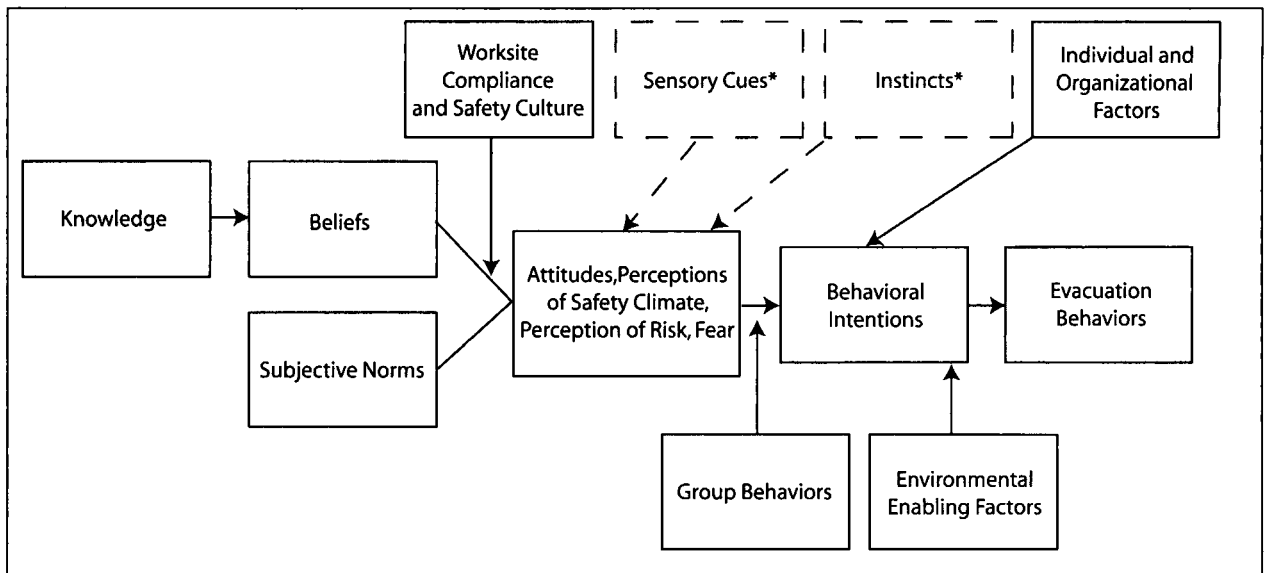 Worksite
Compliance
and Safety Culture
Sensory Cues*
Instincts*
Individual and
Organizational
Factors
Knowledge
Beliefs
Subjective Norms
Attitudes,Perceptions
of Safety Climate,
Perception of Risk, Fear
Behavioral
Intentions
Evacuation
Behaviors
Group Behaviors
Environmental
Enabling Factors